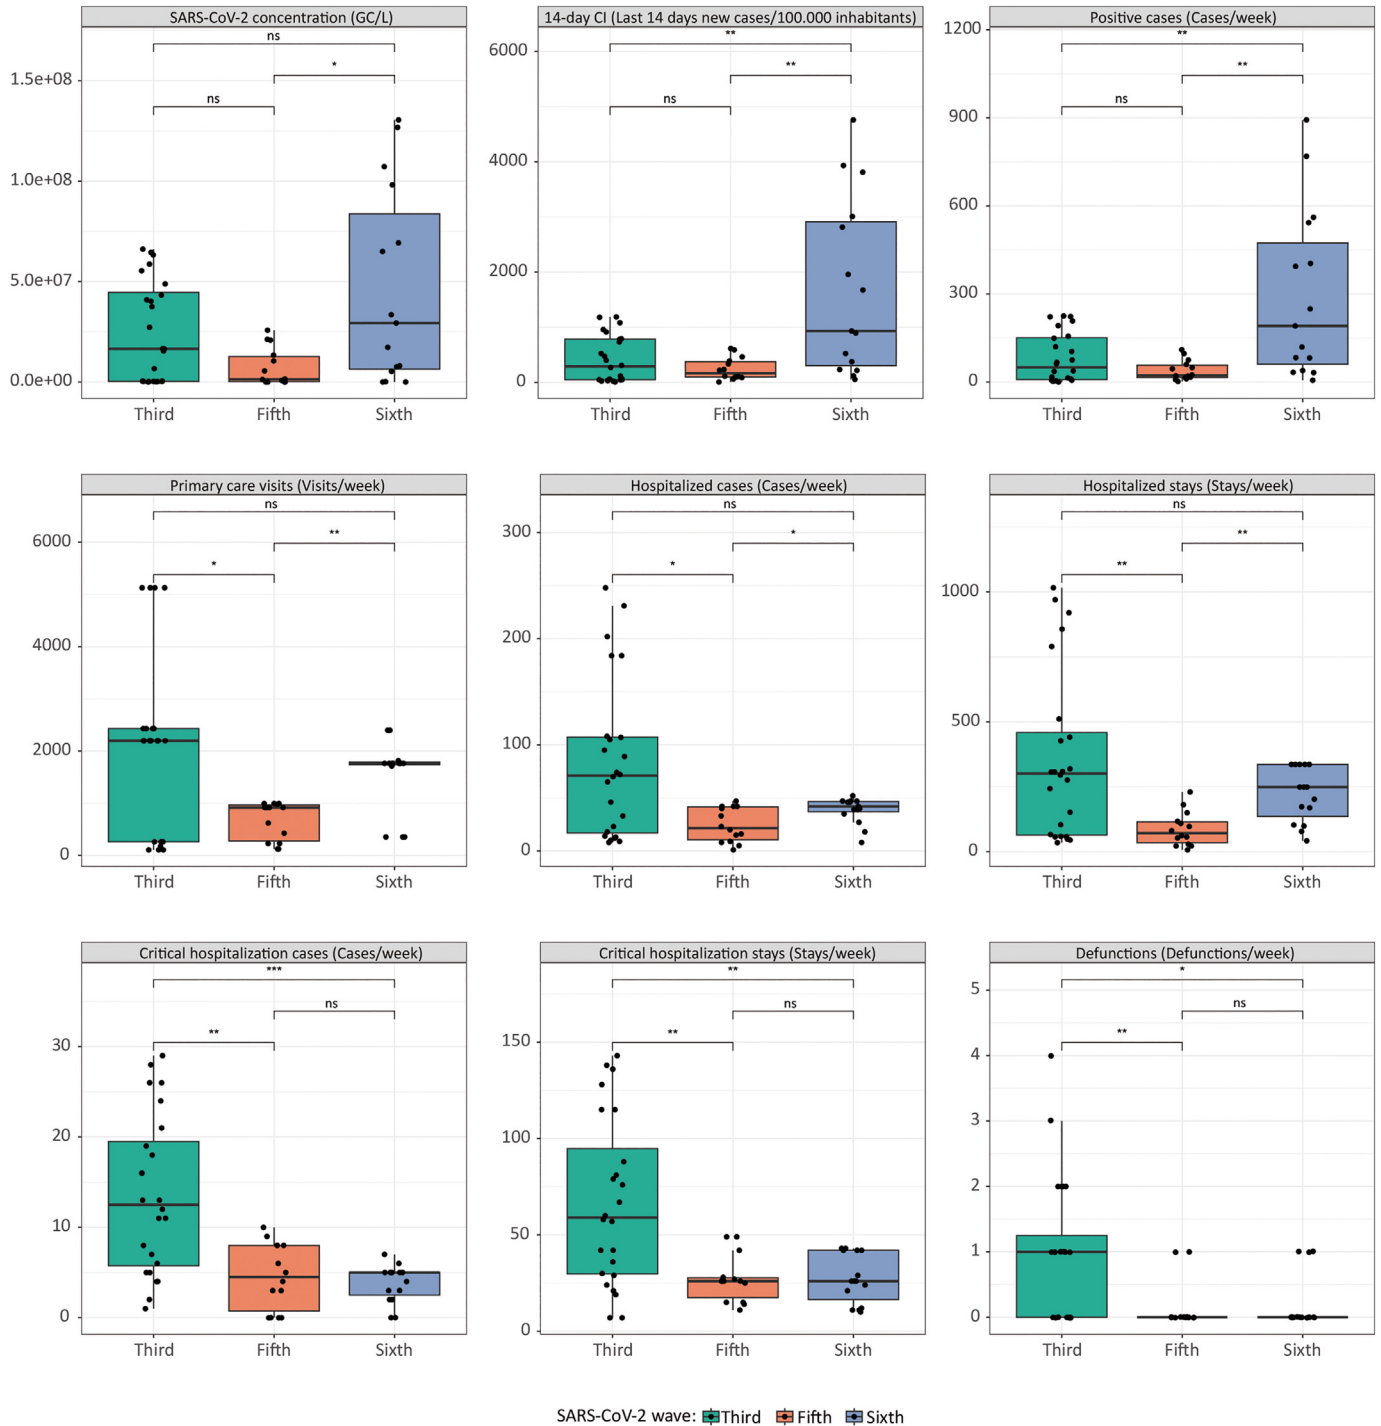 SARS-CoV-2 concentration (GC/L)
ns
*
ns
1.5e+08
1.0e+08
5.0e+07
0.0e+00
Third Fifth Sixth
14-day CI (Last 14 days new cases/100.000 inhabitants)
**
**
ns
6000
4000
2000
0
Third Fifth Sixth
Positive cases (Cases/week)
**
**
ns
1200
900
600
300
0
Third Fifth Sixth
Primary care visits (Visits/week)
ns
**
*
6000
4000
2000
0
Third Fifth Sixth
Hospitalized cases (Cases/week)
ns
*
*
300
200
100
0
Third Fifth Sixth
Hospitalized stays (Stays/week)
ns
**
**
1000
500
0
Third Fifth Sixth
Critical hospitalization cases (Cases/week)
***
ns
**
30
20
10
0
Third Fifth Sixth
Critical hospitalization stays (Stays/week)
**
ns
**
150
100
50
0
Third Fifth Sixth
Defunctions (Defunctions/week)
*
ns
**
5
4
3
2
1
0
Third Fifth Sixth
SARS-CoV-2 wave: Third Fifth Sixth